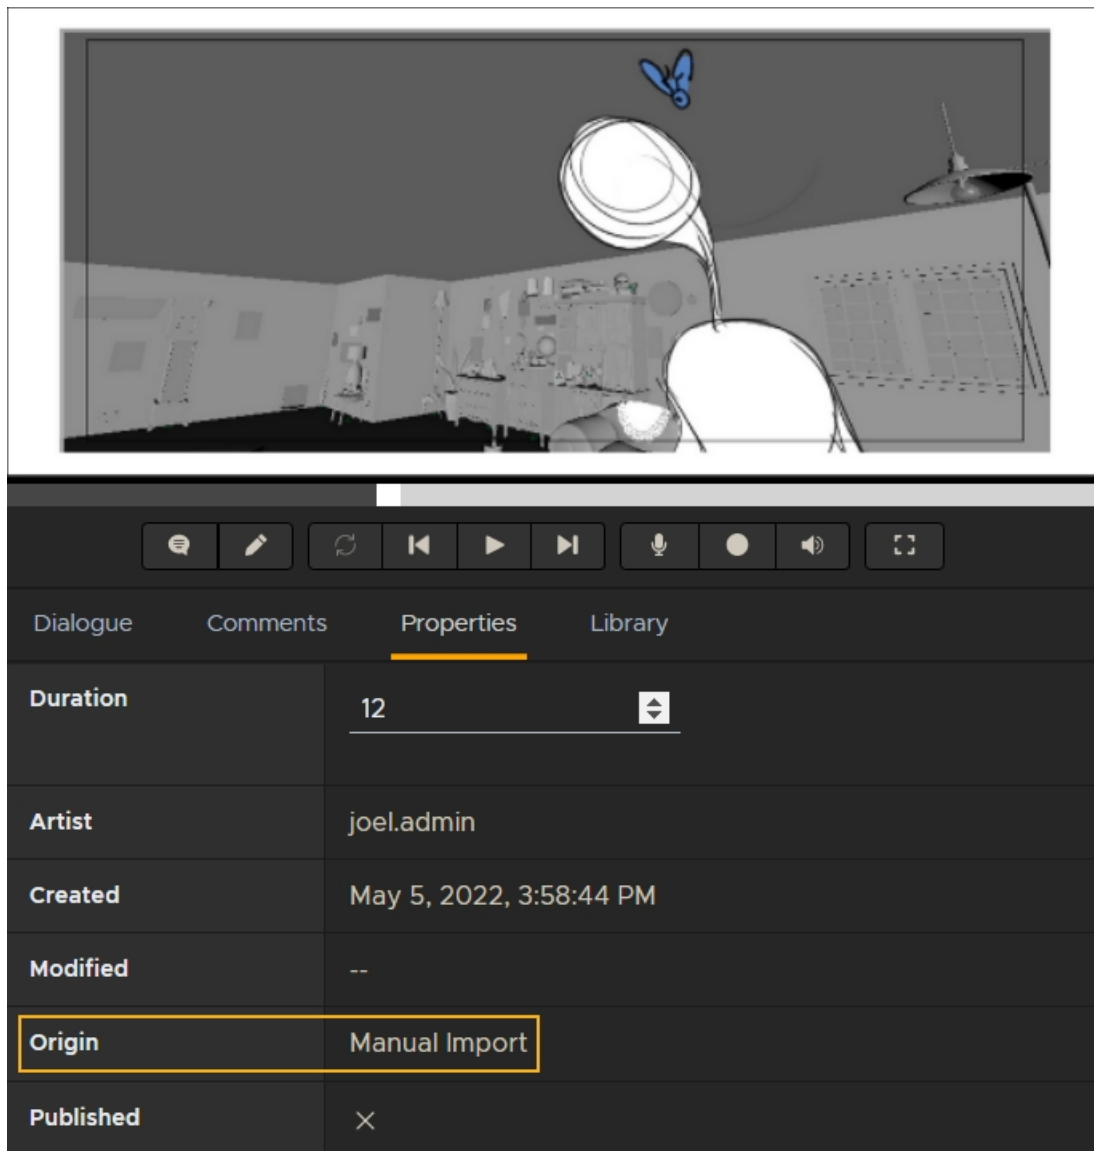 Dialogue Comments Properties Library
Duration 12
Artist joel.admin
Created May 5, 2022, 3:58:44 PM
Modified --
Origin Manual Import
Published